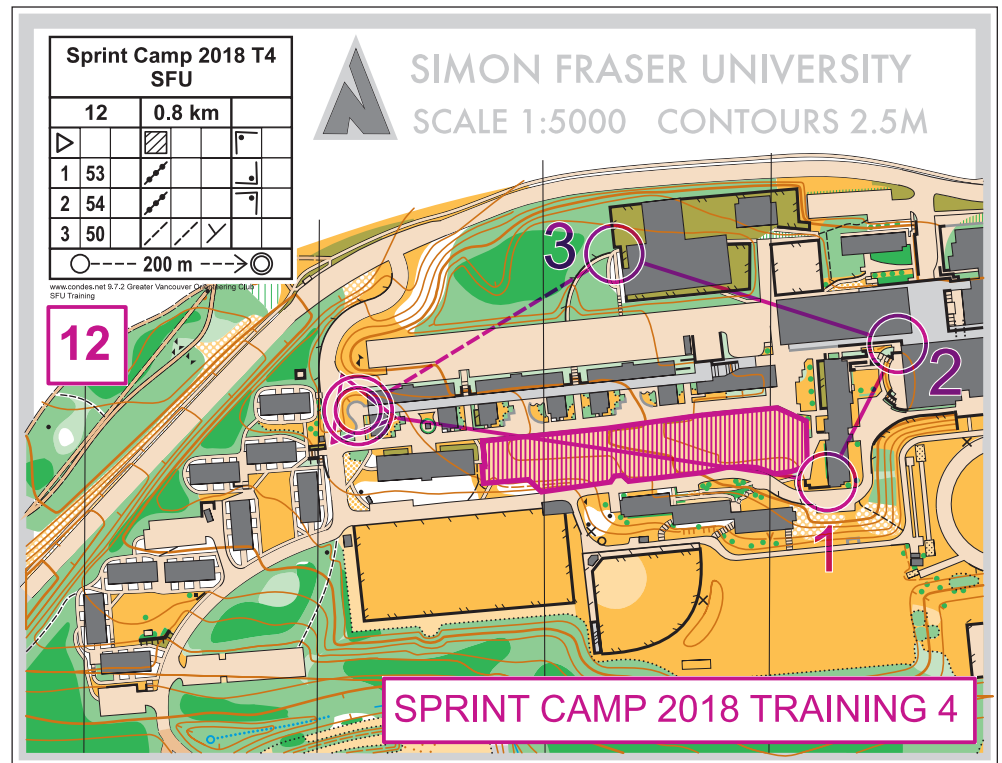 Sprint Camp 2018 T4
SFU
12 0.8 km
1 53
2 54
3 50
200 m
www.condes.net 9.7.2 Greater Vancouver Orienteering Club
SFU Training
12
SIMON FRASER UNIVERSITY
SCALE 1:5000 CONTOURS 2.5M
N
3
2
1
SPRINT CAMP 2018 TRAINING 4